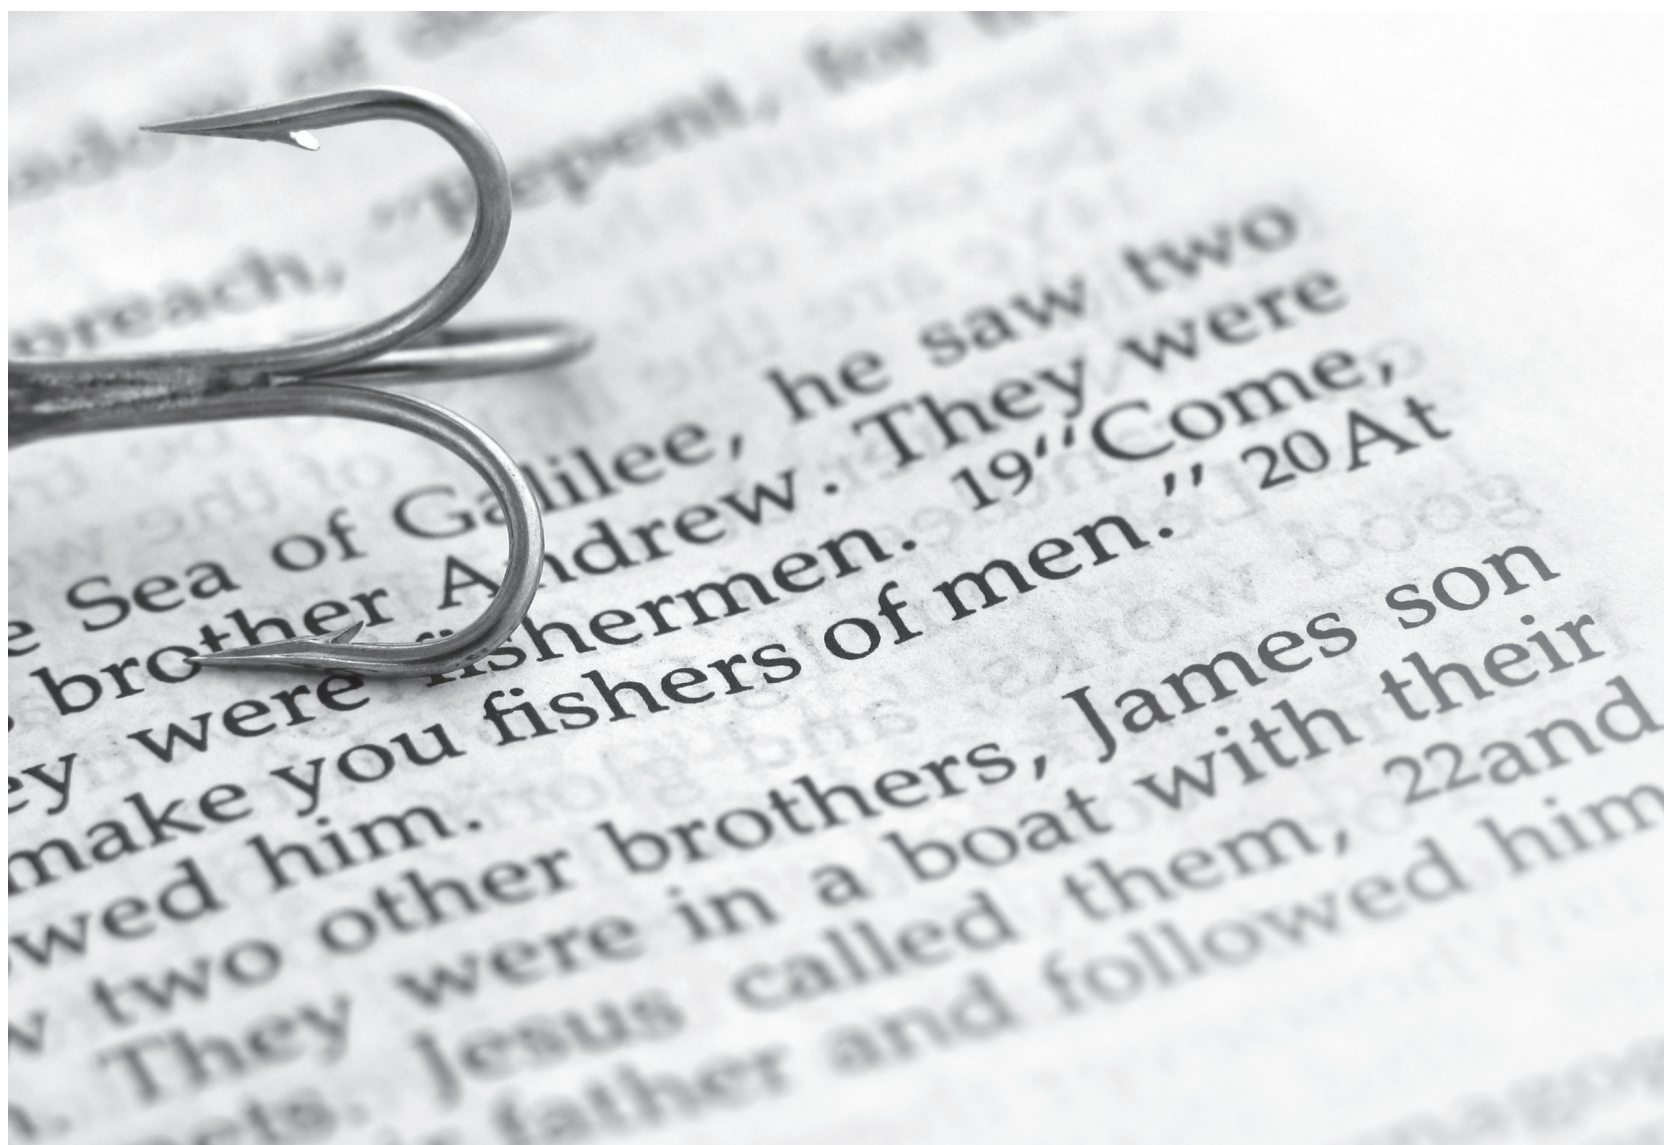 "Repent, for
preach,
Sea of Galilee, he saw two
brother Andrew. They were
were fishermen. 19"Come,
make you fishers of men." 20At
him.
two other brothers, James son
They were in a boat with their
Jesus called them, 22and
father and followed him